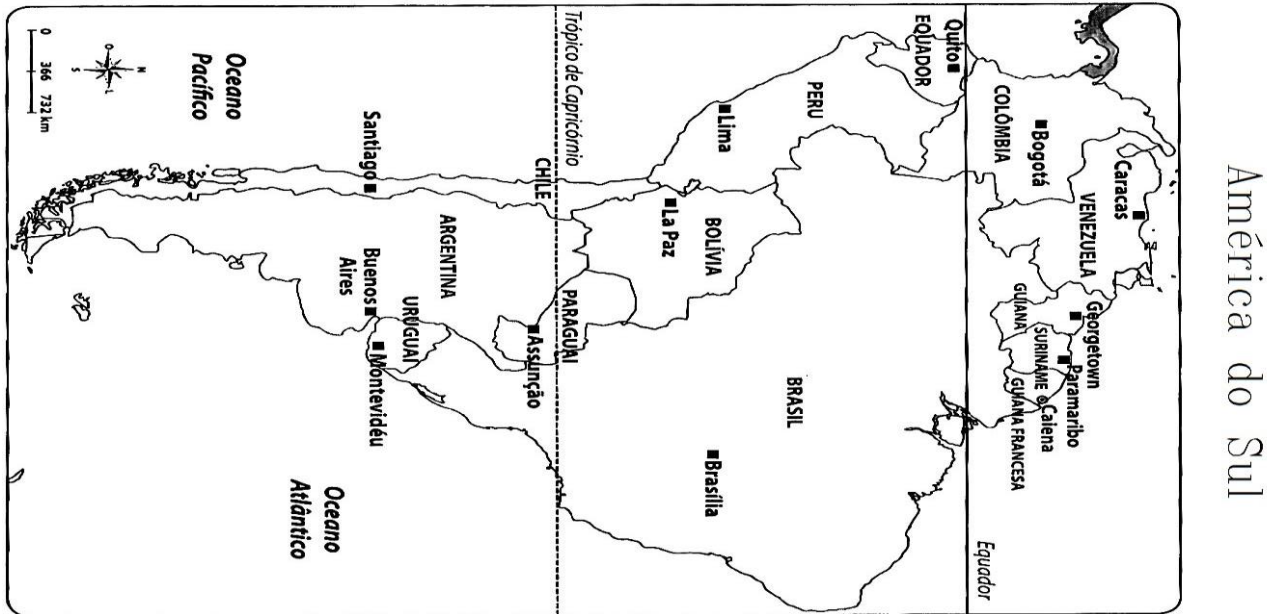 América do Sul
Caracas
VENEZUELA
Georgetown
Paramaribo
Caiena
GUIANA
SURINAME
GUIANA FRANCESA
Bogotá
COLÔMBIA
Equador
Quito
EQUADOR
PERU
BRASIL
Lima
Brasília
BOLÍVIA
La Paz
Trópico de Capricórnio
PARAGUAI
CHILE
Assunção
ARGENTINA
URUGUAI
Santiago
Buenos
Aires
Montevidéu
Oceano
Pacífico
Oceano
Atlântico
N
O
L
S
0 366 732 km